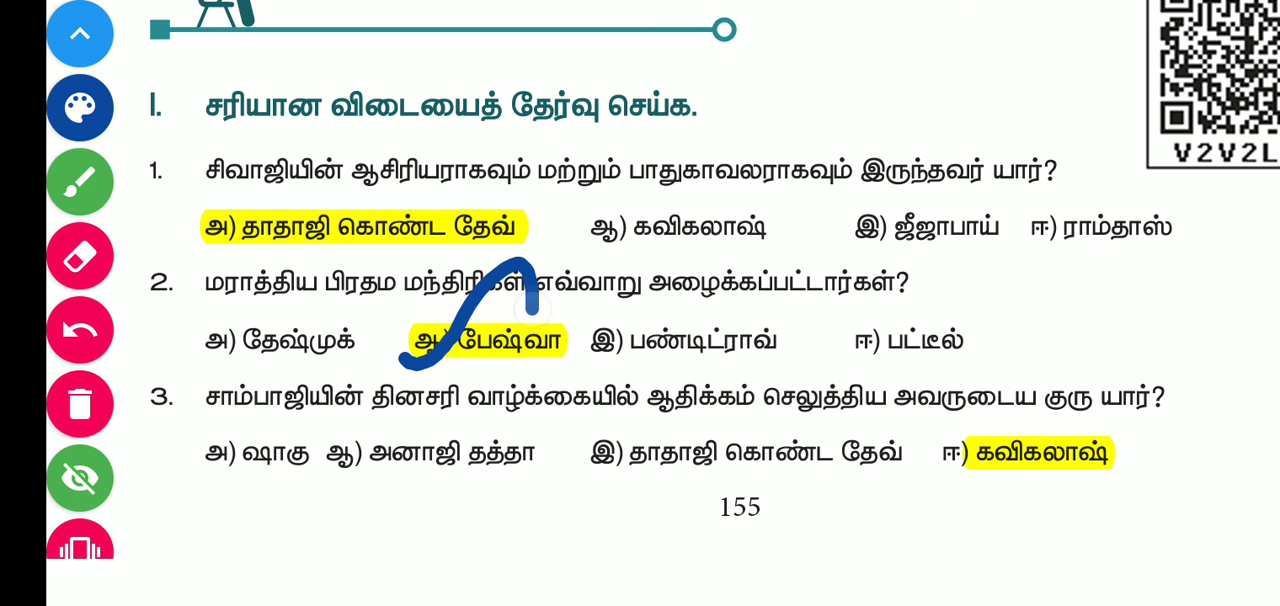 V2V2L
I. சரியான விடையைத் தேர்வு செய்க.
1. சிவாஜியின் ஆசிரியராகவும் மற்றும் பாதுகாவலராகவும் இருந்தவர் யார்?
அ) தாதாஜி கொண்ட தேவ் ஆ) கவிகலாஷ் இ) ஜீஜாபாய் ஈ) ராம்தாஸ்
2. மராத்திய பிரதம மந்திரிகள் எவ்வாறு அழைக்கப்பட்டார்கள்?
அ) தேஷ்முக் ஆ) பேஷ்வா இ) பண்டிட்ராவ் ஈ) பட்டீல்
3. சாம்பாஜியின் தினசரி வாழ்க்கையில் ஆதிக்கம் செலுத்திய அவருடைய குரு யார்?
அ) ஷாகு ஆ) அனாஜி தத்தா இ) தாதாஜி கொண்ட தேவ் ஈ) கவிகலாஷ்
155